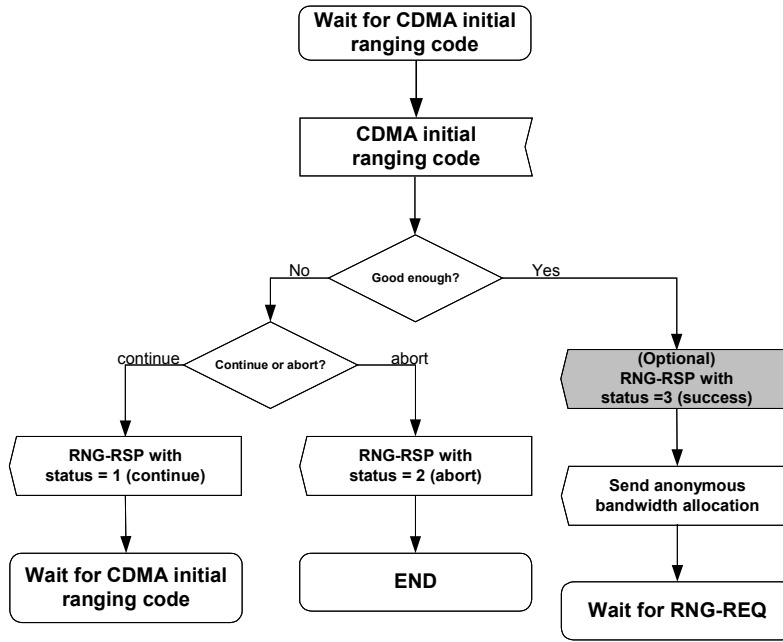 Wait for CDMA initial
ranging code
CDMA initial
ranging code
Good enough?
No
Yes
Continue or abort?
continue
abort
(Optional)
RNG-RSP with
status =3 (success)
RNG-RSP with
status = 1 (continue)
RNG-RSP with
status = 2 (abort)
Send anonymous
bandwidth allocation
Wait for CDMA initial
ranging code
END
Wait for RNG-REQ